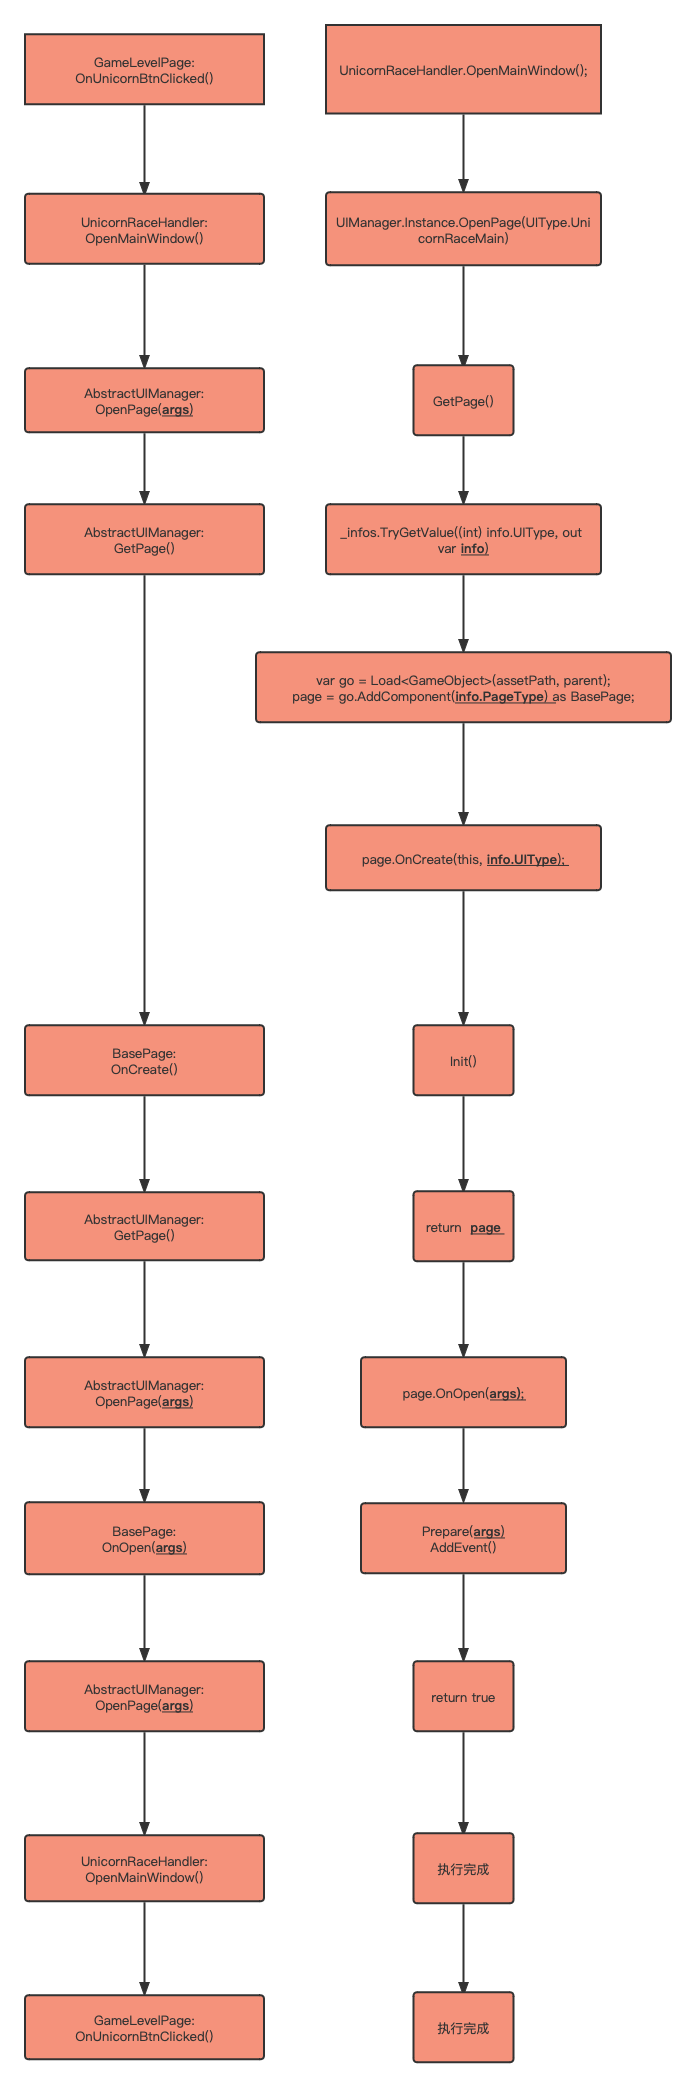 GameLevelPage:
OnUnicornBtnClicked()
UnicornRaceHandler.OpenMainWindow();
UnicornRaceHandler:
OpenMainWindow()
UIManager.Instance.OpenPage(UIType.Uni
cornRaceMain)
AbstractUIManager:
OpenPage(args)
GetPage()
AbstractUIManager:
GetPage()
_infos.TryGetValue((int) info.UIType, out
var info)
var go = Load<GameObject>(assetPath, parent);
page = go.AddComponent(info.PageType) as BasePage;
page.OnCreate(this, info.UIType);
BasePage:
OnCreate()
Init()
AbstractUIManager:
GetPage()
return page
AbstractUIManager:
OpenPage(args)
page.OnOpen(args);
BasePage:
OnOpen(args)
Prepare(args)
AddEvent()
AbstractUIManager:
OpenPage(args)
return true
UnicornRaceHandler:
OpenMainWindow()
执行完成
GameLevelPage:
OnUnicornBtnClicked()
执行完成